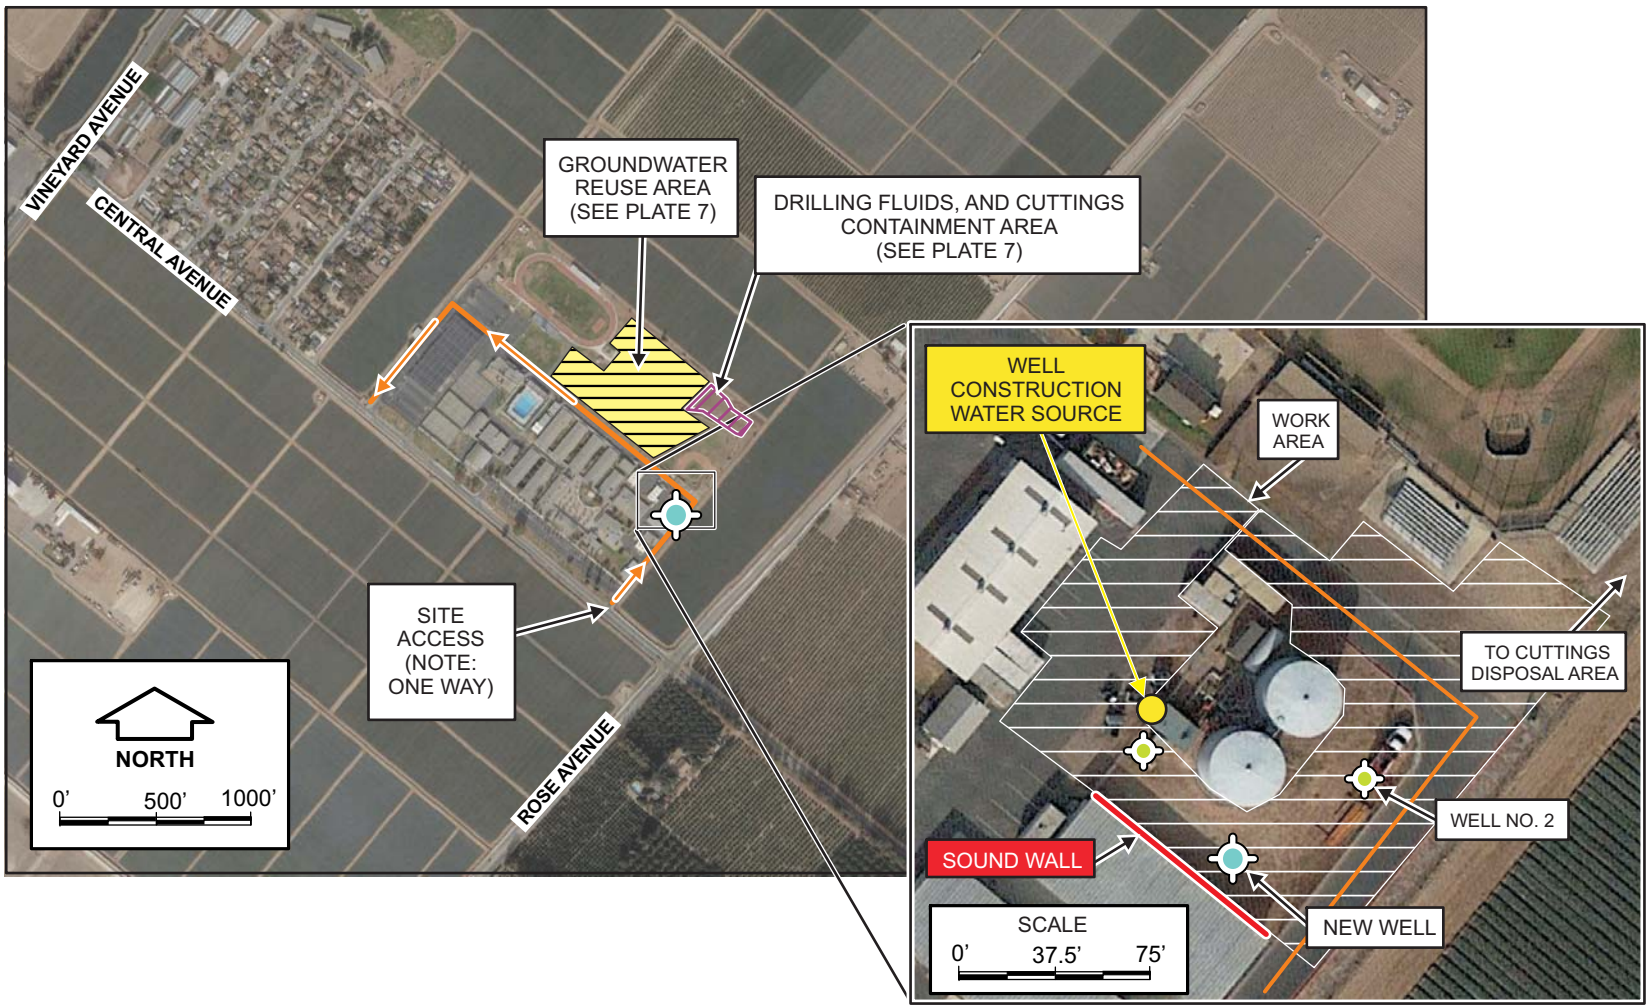 VINEYARD AVENUE
CENTRAL AVENUE
GROUNDWATER
REUSE AREA
(SEE PLATE 7)
DRILLING FLUIDS, AND CUTTINGS
CONTAINMENT AREA
(SEE PLATE 7)
SITE
ACCESS
(NOTE:
ONE WAY)
NORTH
0' 500' 1000'
ROSE AVENUE
WELL
CONSTRUCTION
WATER SOURCE
WORK
AREA
TO CUTTINGS
DISPOSAL AREA
WELL NO. 2
SOUND WALL
NEW WELL
SCALE
0' 37.5' 75'